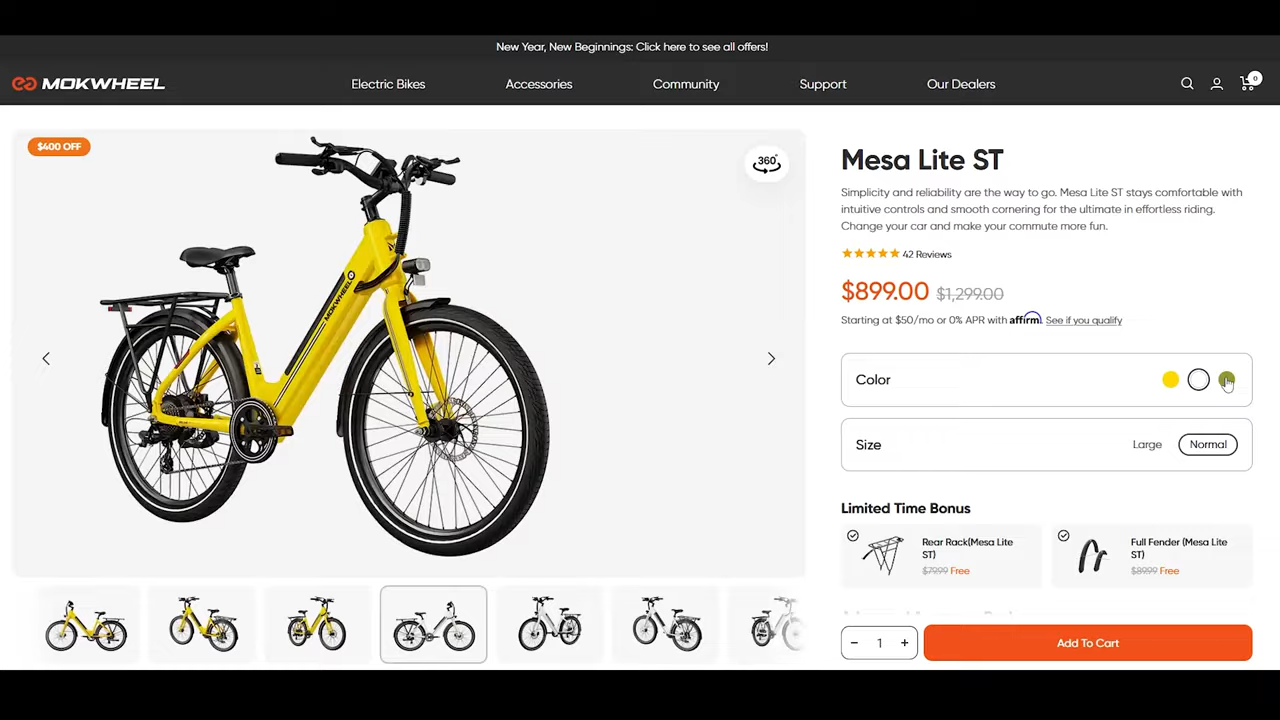 New Year, New Beginnings: Click here to see all offers!
MOKWHEEL
Electric Bikes
Accessories
Community
Support
Our Dealers
0
$400 OFF
360°
MOKWHEEL
Mesa Lite ST
Simplicity and reliability are the way to go. Mesa Lite ST stays comfortable with
intuitive controls and smooth cornering for the ultimate in effortless riding.
Change your car and make your commute more fun.
42 Reviews
$899.00 $1,299.00
Starting at $50/mo or 0% APR with affirm. See if you qualify
Color
Size
Large
Normal
Limited Time Bonus
Rear Rack(Mesa Lite
ST)
$79.99 Free
Full Fender (Mesa Lite
ST)
$89.99 Free
− 1 +
Add To Cart